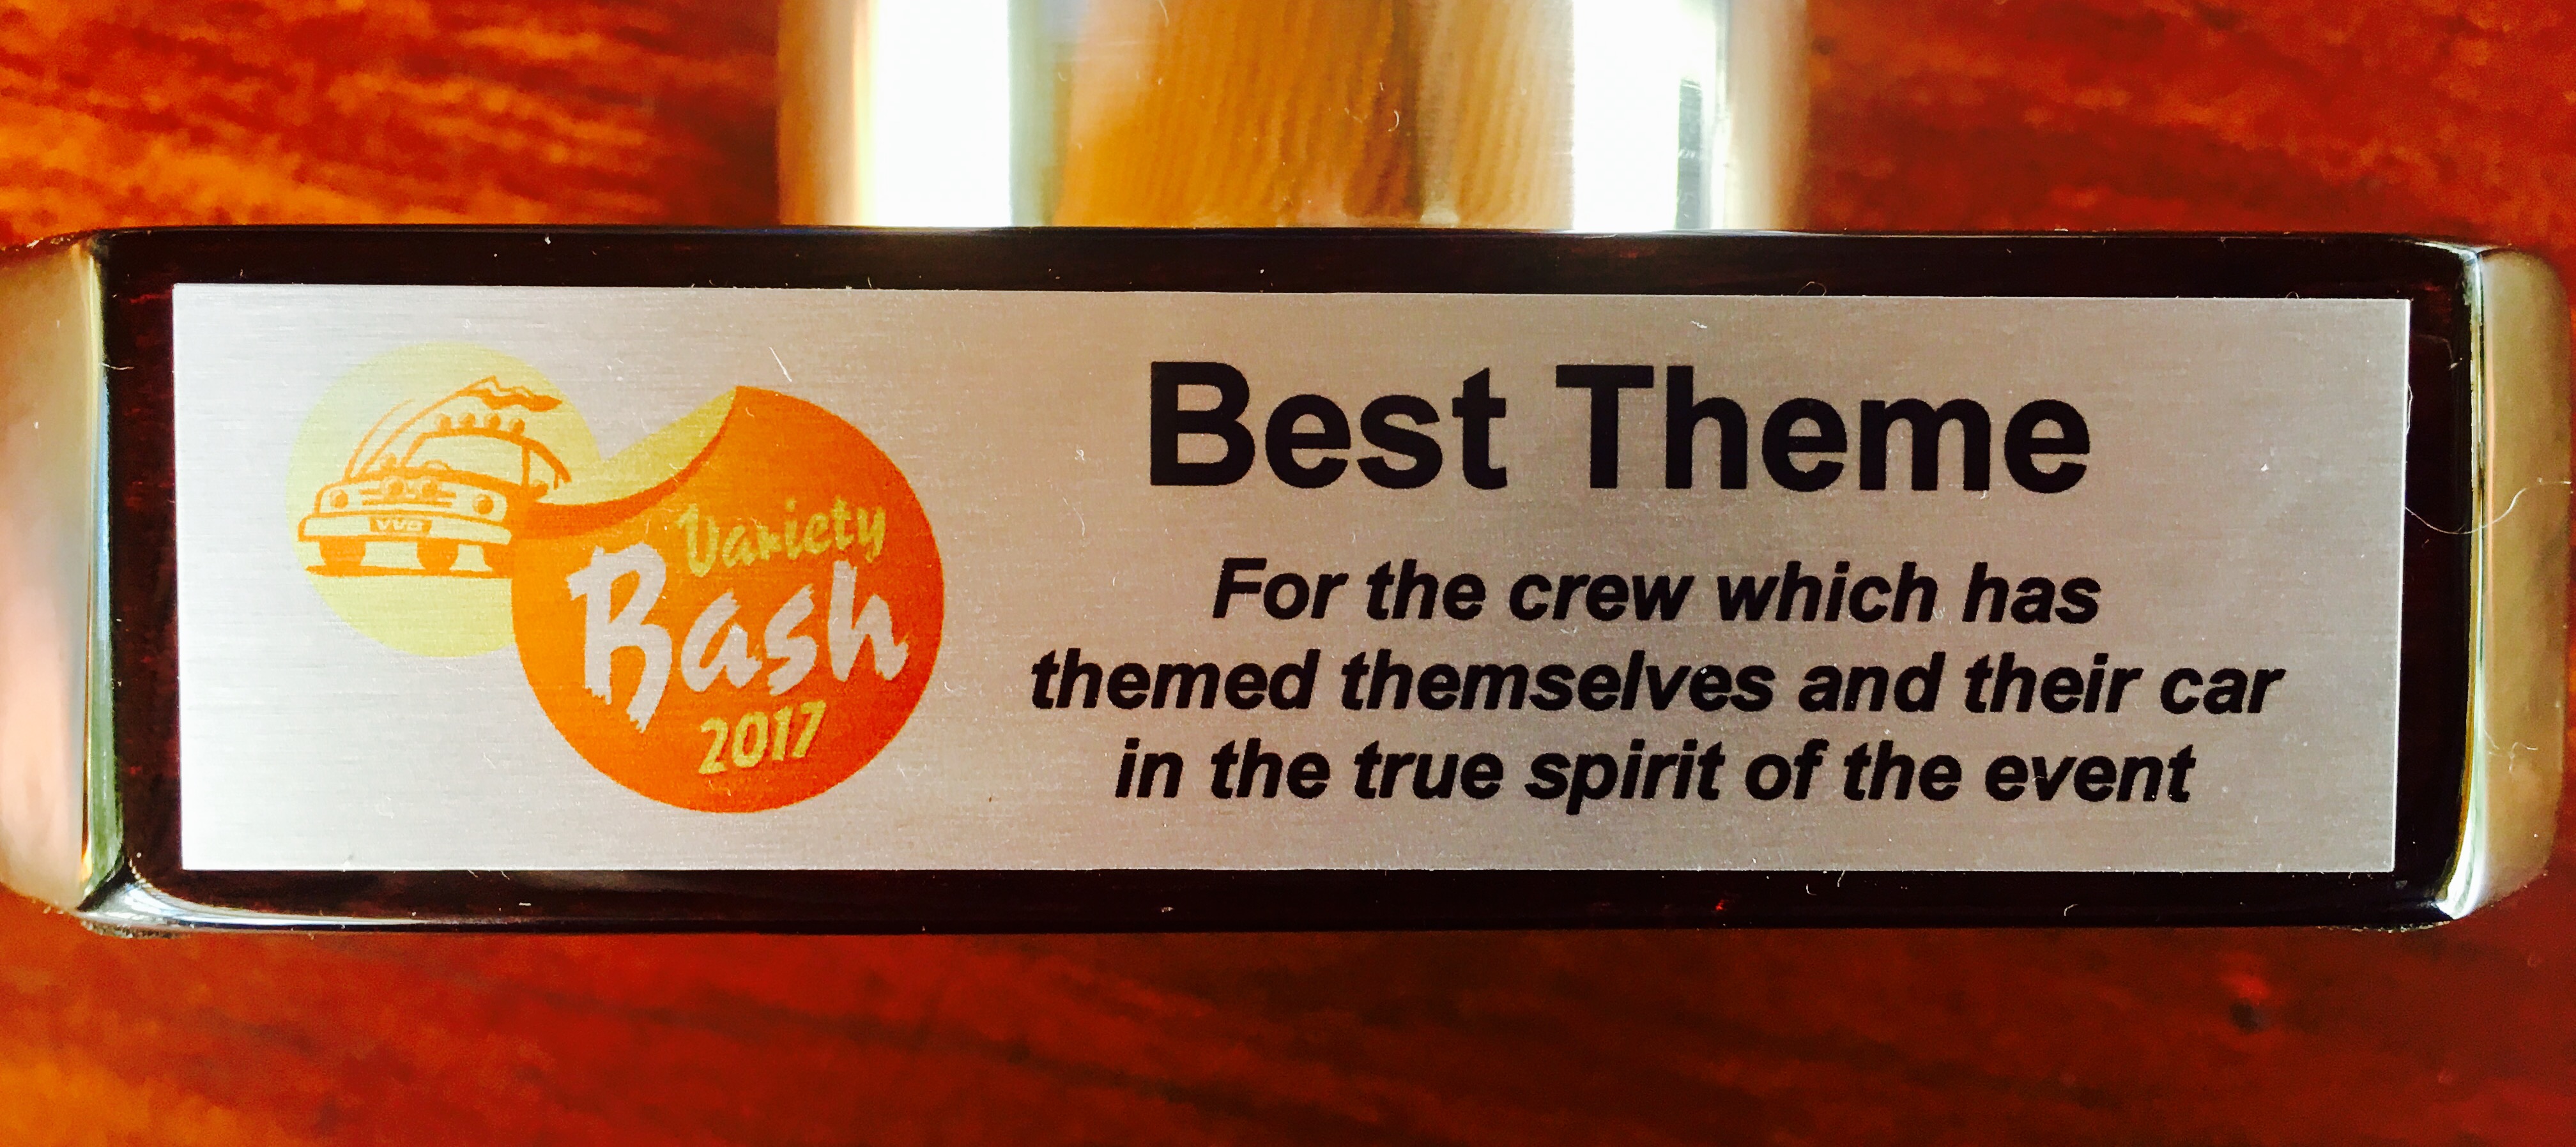 Variety
Bash
2017
Best Theme
For the crew which has
themed themselves and their car
in the true spirit of the event